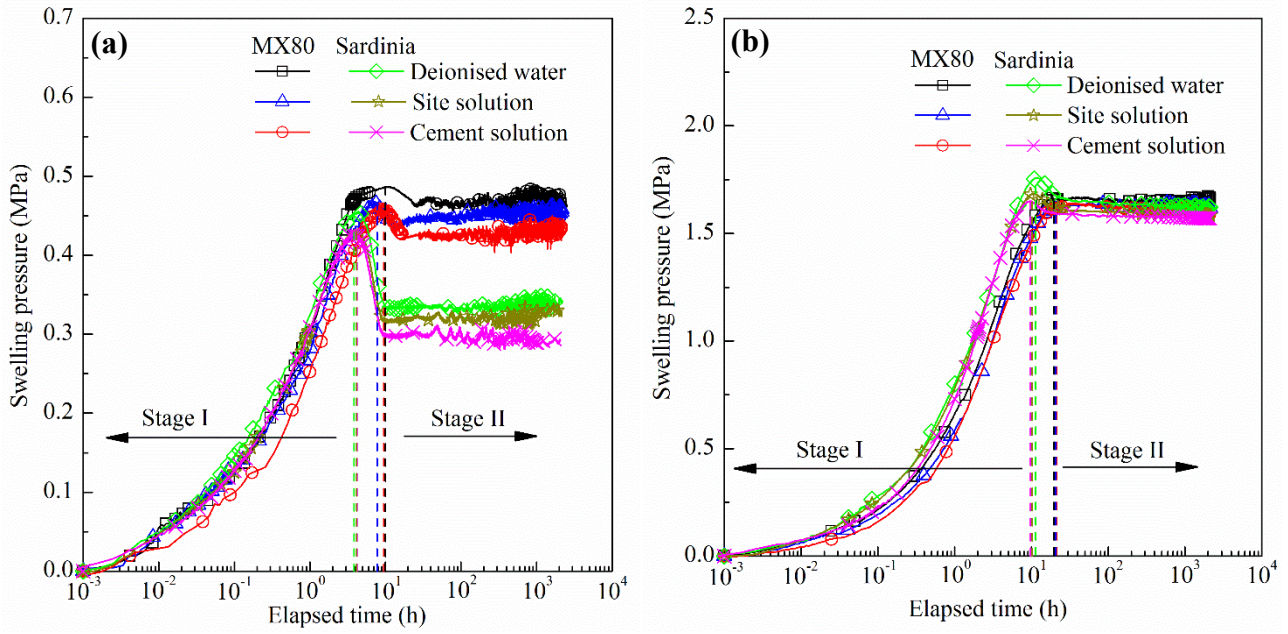 (a)
MX80 Sardinia
Deionised water
Site solution
Cement solution
Swelling pressure (MPa)
0.7
0.6
0.5
0.4
0.3
0.2
0.1
0.0
Stage I
Stage II
10⁻³ 10⁻² 10⁻¹ 10⁰ 10¹ 10² 10³ 10⁴
Elapsed time (h)
(b)
MX80 Sardinia
Deionised water
Site solution
Cement solution
Swelling pressure (MPa)
2.5
2.0
1.5
1.0
0.5
0.0
Stage I
Stage II
10⁻³ 10⁻² 10⁻¹ 10⁰ 10¹ 10² 10³ 10⁴
Elapsed time (h)